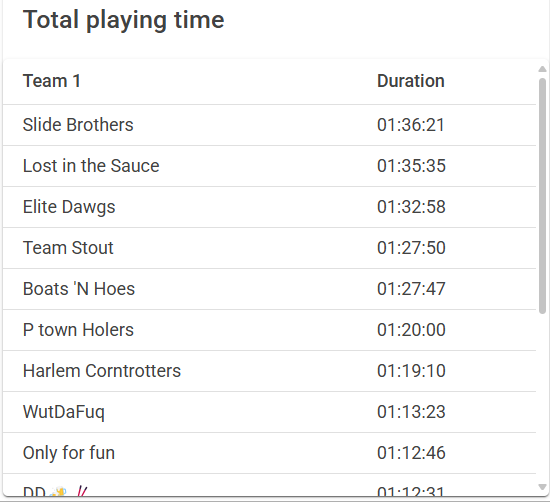 Total playing time
Team 1 Duration
Slide Brothers 01:36:21
Lost in the Sauce 01:35:35
Elite Dawgs 01:32:58
Team Stout 01:27:50
Boats 'N Hoes 01:27:47
P town Holers 01:20:00
Harlem Corntrotters 01:19:10
WutDaFuq 01:13:23
Only for fun 01:12:46
DD 01:12:31